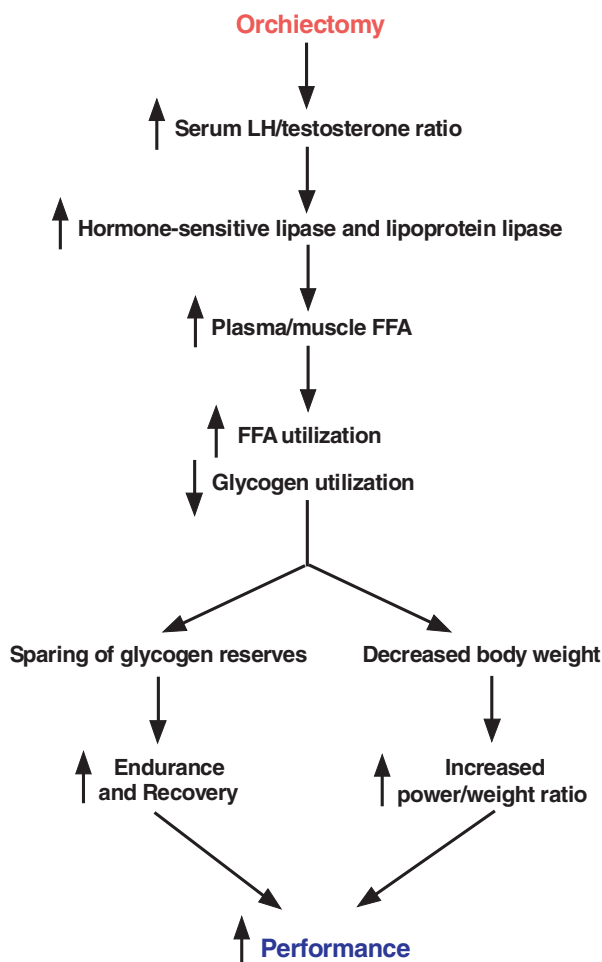 Orchiectomy
Serum LH/testosterone ratio
Hormone-sensitive lipase and lipoprotein lipase
Plasma/muscle FFA
FFA utilization
Glycogen utilization
Sparing of glycogen reserves
Decreased body weight
Endurance
and Recovery
Increased
power/weight ratio
Performance